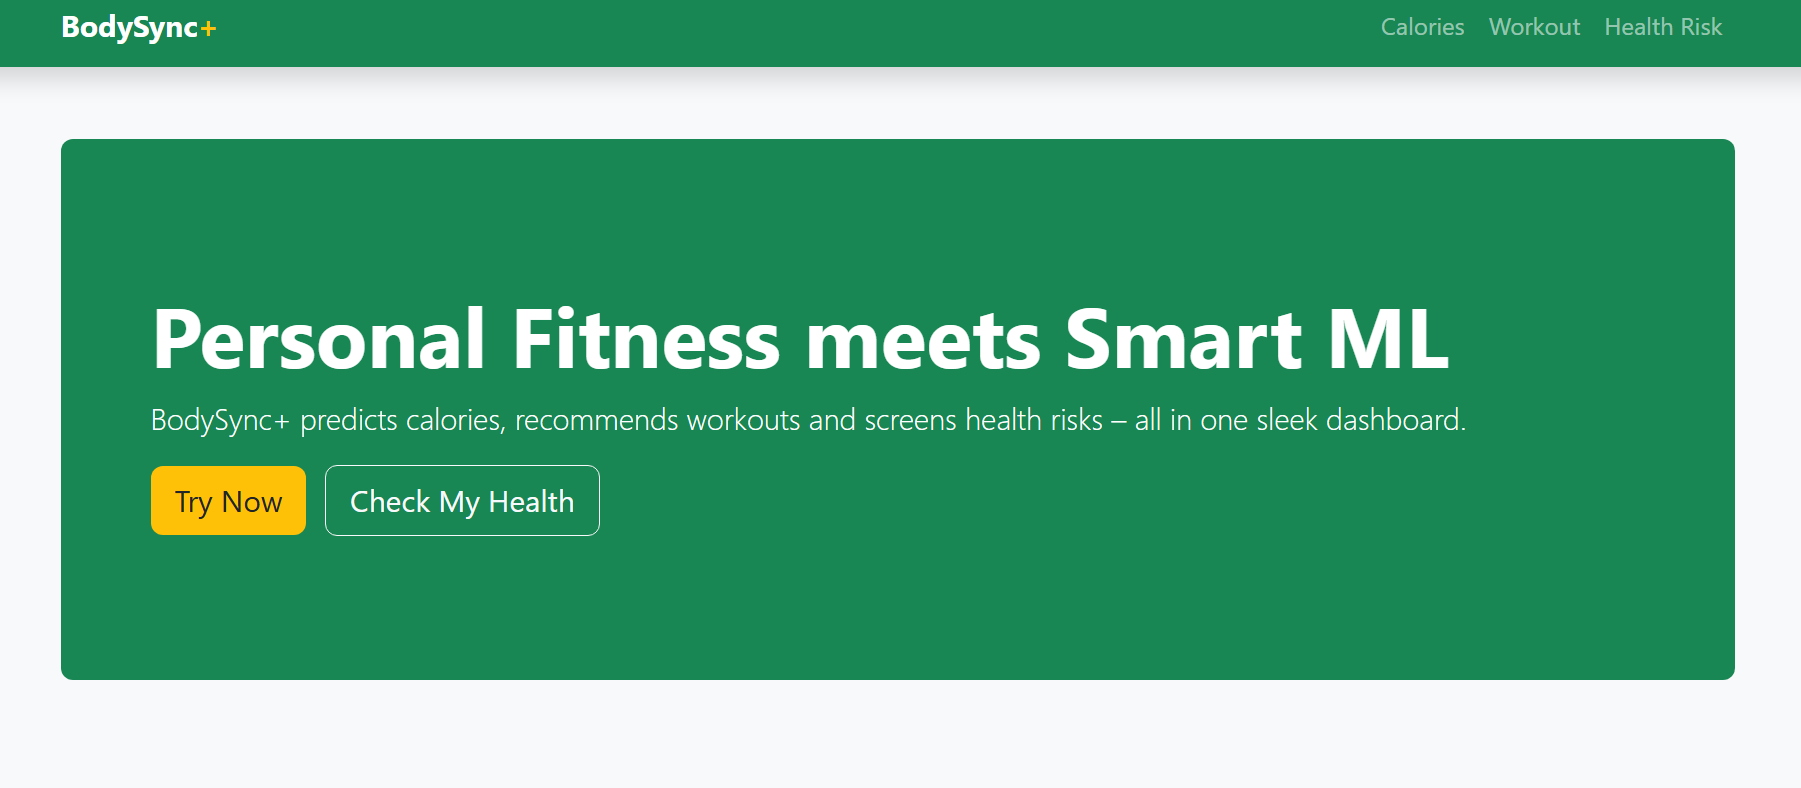 BodySync+
Calories Workout Health Risk
Personal Fitness meets Smart ML
BodySync+ predicts calories, recommends workouts and screens health risks – all in one sleek dashboard.
Try Now Check My Health